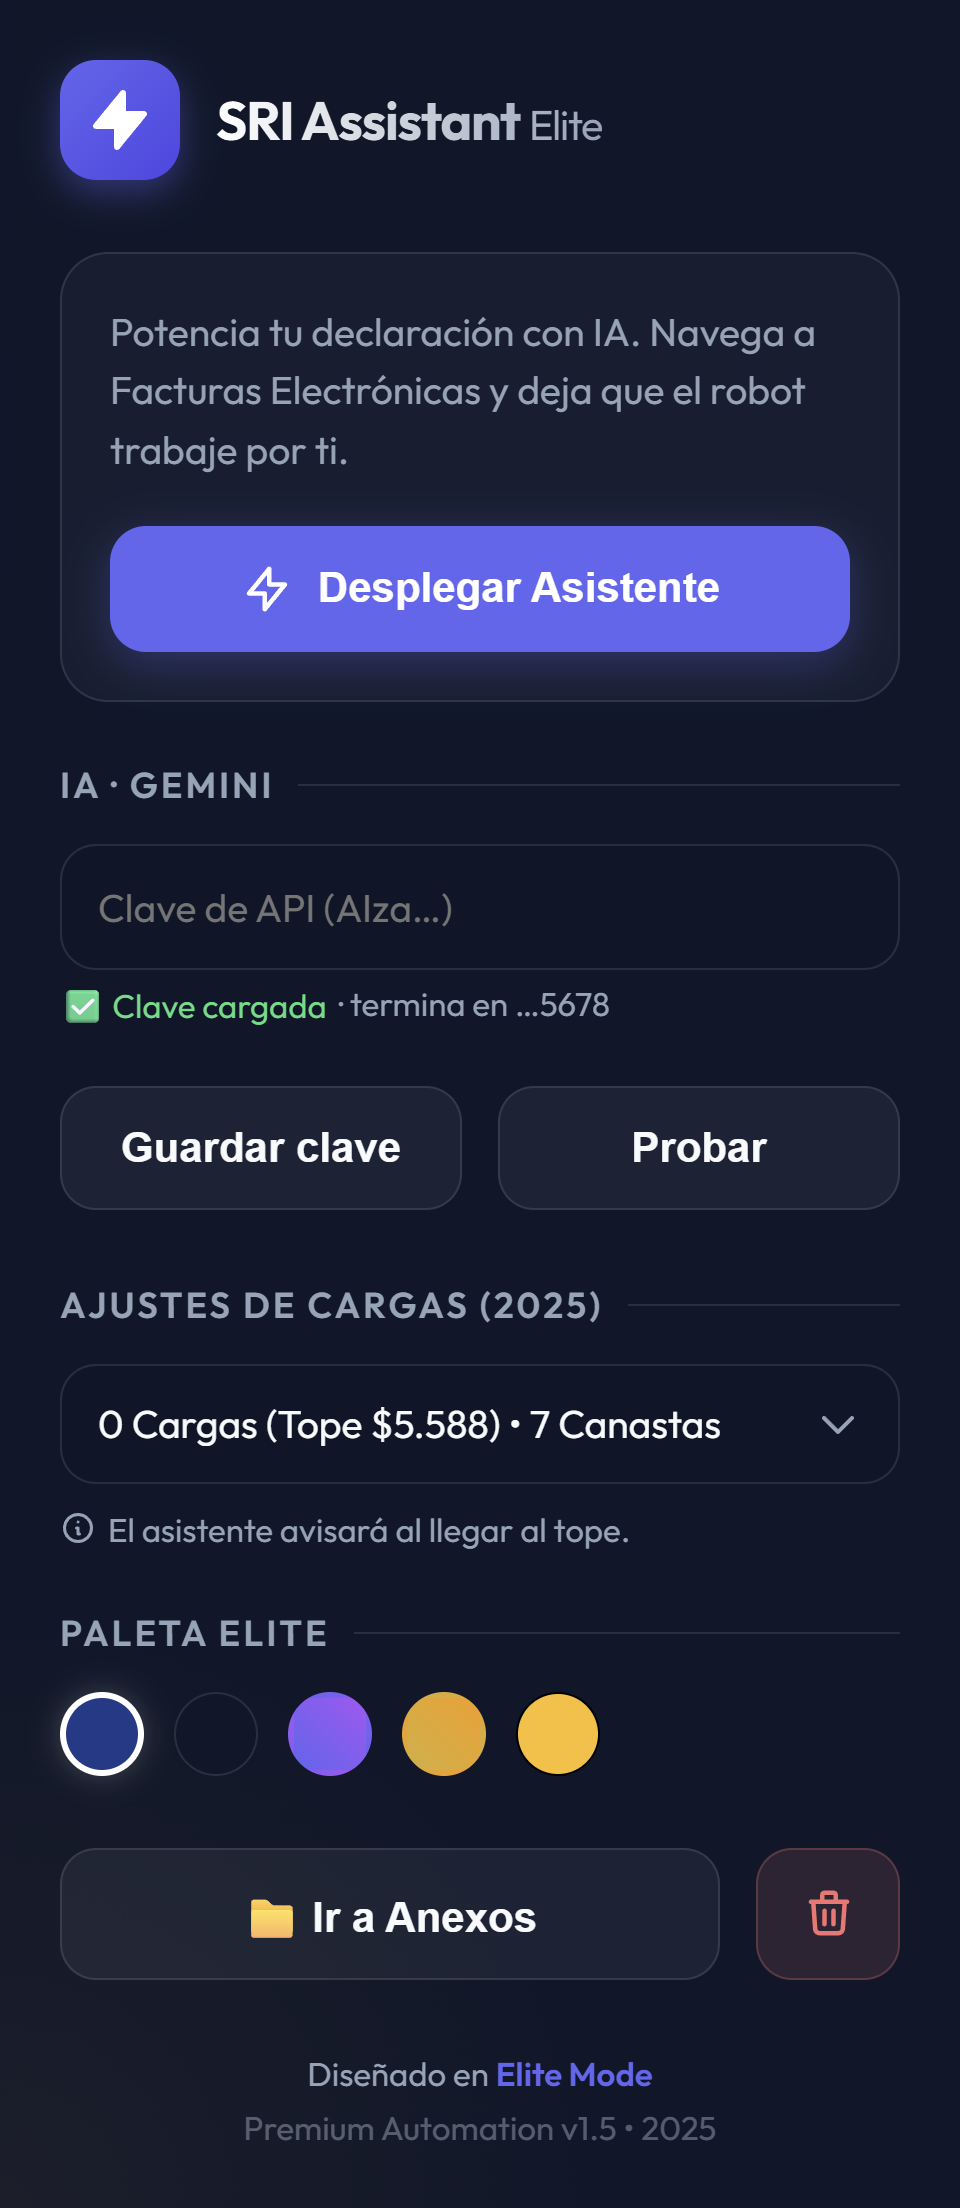 SRI Assistant Elite
Potencia tu declaración con IA. Navega a
Facturas Electrónicas y deja que el robot
trabaje por ti.
Desplegar Asistente
IA · GEMINI
Clave de API (AIza...)
✅ Clave cargada · termina en ...5678
Guardar clave
Probar
AJUSTES DE CARGAS (2025)
0 Cargas (Tope $5.588) • 7 Canastas
El asistente avisará al llegar al tope.
PALETA ELITE
📁 Ir a Anexos
Diseñado en Elite Mode
Premium Automation v1.5 • 2025